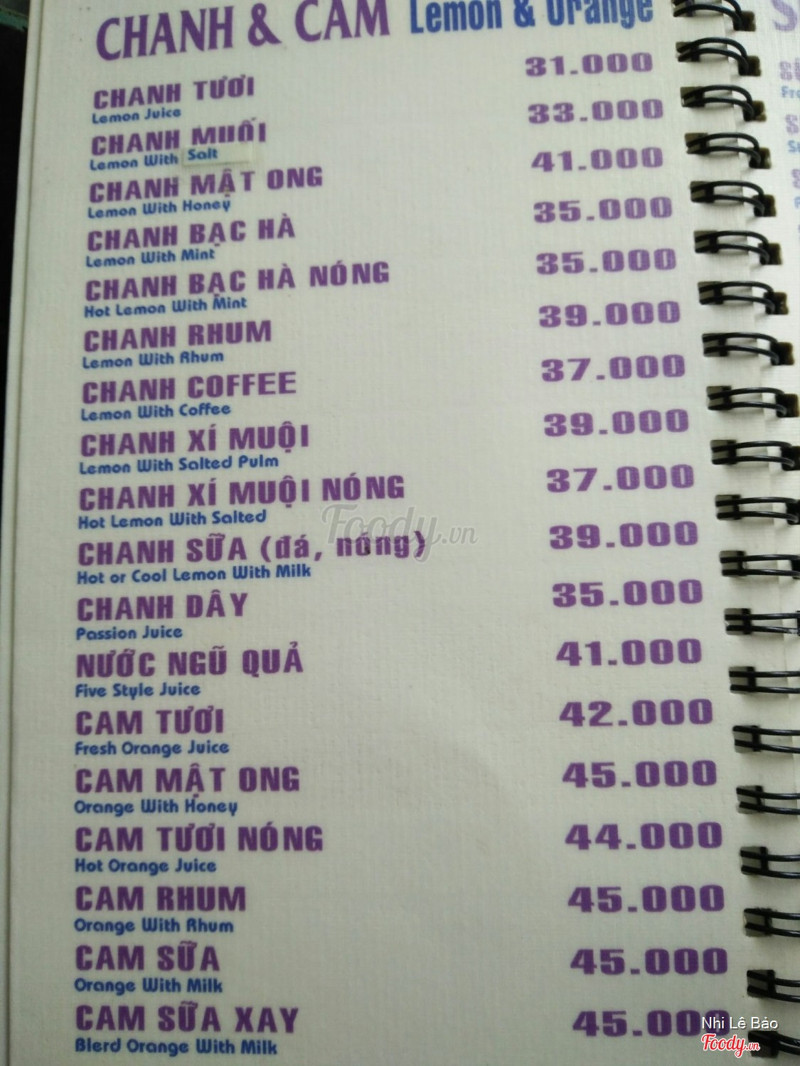 CHANH & CAM Lemon & Orange
CHANH TƯƠI 31.000
Lemon Juice
CHANH MUỐI 33.000
Lemon With Salt
CHANH MẬT ONG 41.000
Lemon With Honey
CHANH BẠC HÀ 35.000
Lemon With Mint
CHANH BẠC HÀ NÓNG 35.000
Hot Lemon With Mint
CHANH RHUM 39.000
Lemon With Rhum
CHANH COFFEE 37.000
Lemon With Coffee
CHANH XÍ MUỘI 39.000
Lemon With Salted Pulm
CHANH XÍ MUỘI NÓNG 37.000
Hot Lemon With Salted
CHANH SỮA (đá, nóng) 39.000
Hot or Cool Lemon With Milk
CHANH DÂY 35.000
Passion Juice
NƯỚC NGŨ QUẢ 41.000
Five Style Juice
CAM TƯƠI 42.000
Fresh Orange Juice
CAM MẬT ONG 45.000
Orange With Honey
CAM TƯƠI NÓNG 44.000
Hot Orange Juice
CAM RHUM 45.000
Orange With Rhum
CAM SỮA 45.000
Orange With Milk
CAM SỮA XAY 45.000
Blerd Orange With Milk
Foody.vn
Nhi Lê Bảo
Foody.vn